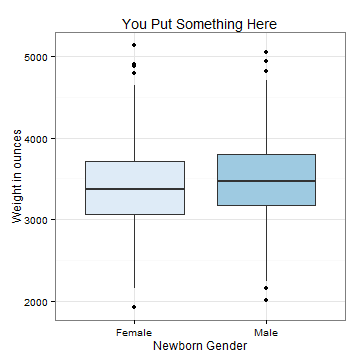 You Put Something Here
Weight in ounces
5000
4000
3000
2000
Female Male
Newborn Gender